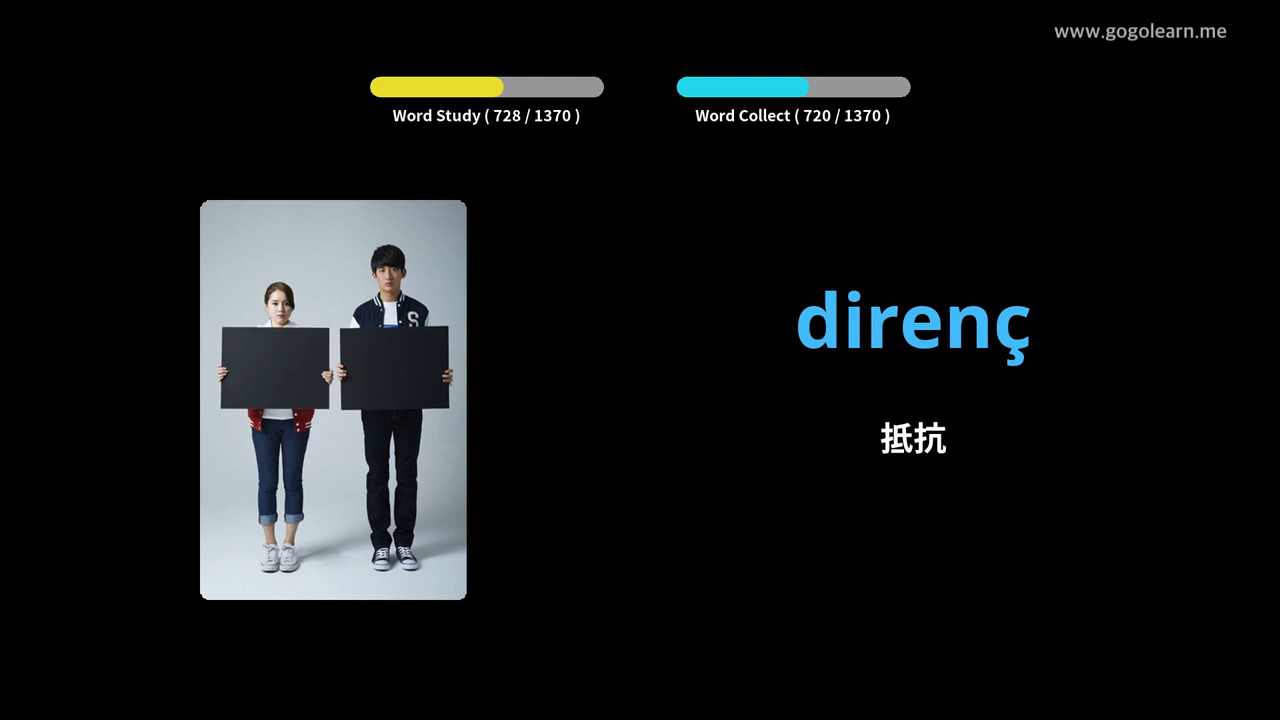 www.gogolearn.me
Word Study ( 728 / 1370 )
Word Collect ( 720 / 1370 )
S
direnç
抵抗